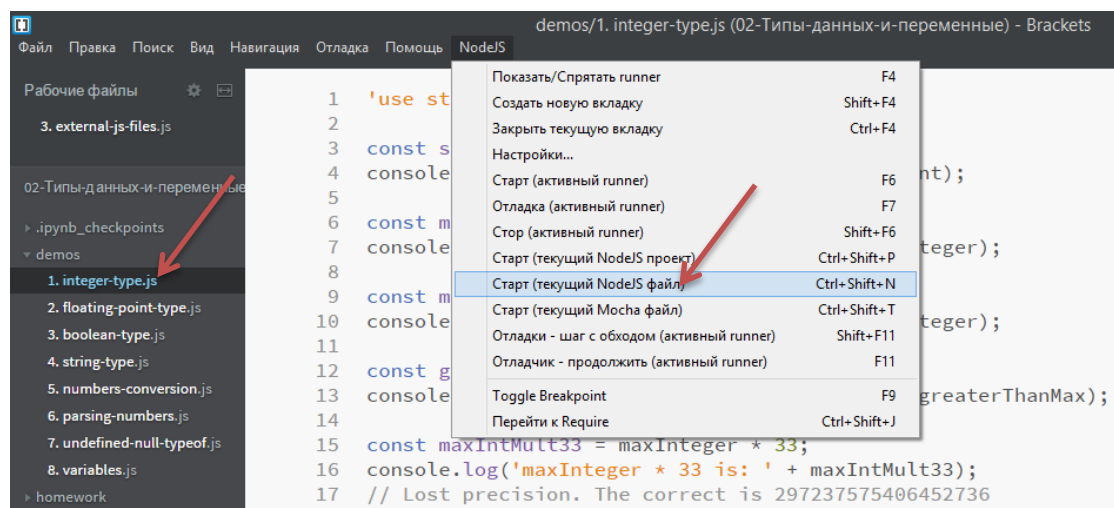 demos/1. integer-type.js (02-Типы-данных-и-переменные) - Brackets
Файл Правка Поиск Вид Навигация Отладка Помощь NodeJS
Рабочие файлы
3. external-js-files.js
02-Типы-данных-и-переменные
.ipynb_checkpoints
demos
1. integer-type.js
2. floating-point-type.js
3. boolean-type.js
4. string-type.js
5. numbers-conversion.js
6. parsing-numbers.js
7. undefined-null-typeof.js
8. variables.js
homework
Показать/Спрятать runner F4
Создать новую вкладку Shift+F4
Закрыть текущую вкладку Ctrl+F4
Настройки...
Старт (активный runner) F6
Отладка (активный runner) F7
Стор (активный runner) Shift+F6
Старт (текущий NodeJS проект) Ctrl+Shift+P
Старт (текущий NodeJS файл) Ctrl+Shift+N
Старт (текущий Mocha файл) Ctrl+Shift+T
Отладки - шаг с обходом (активный runner) Shift+F11
Отладчик - продолжить (активный runner) F11
Toggle Breakpoint F9
Перейти к Require Ctrl+Shift+J
1 'use st
2
3 const s
4 console nt);
5
6 const m
7 console teger);
8
9 const m
10 console teger);
11
12 const g
13 console greaterThanMax);
14
15 const maxIntMult33 = maxInteger * 33;
16 console.log('maxInteger * 33 is: ' + maxIntMult33);
17 // Lost precision. The correct is 297237575406452736